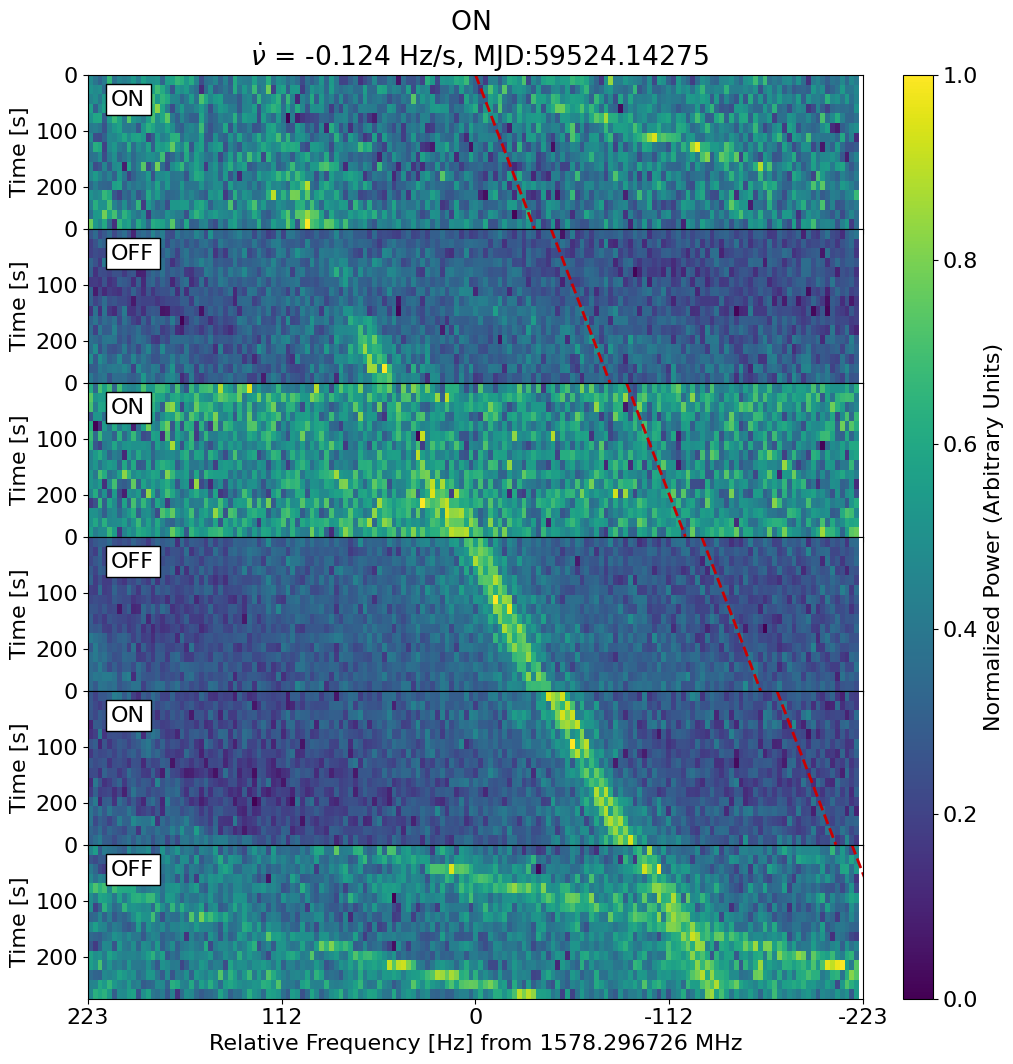 ON
ν̇ = -0.124 Hz/s, MJD:59524.14275
0
ON
100
200
Time [s]
0
OFF
100
200
Time [s]
0
ON
100
200
Time [s]
0
OFF
100
200
Time [s]
0
ON
100
200
Time [s]
0
OFF
100
200
Time [s]
223 112 0 -112 -223
Relative Frequency [Hz] from 1578.296726 MHz
1.0
0.8
0.6
0.4
0.2
0.0
Normalized Power (Arbitrary Units)